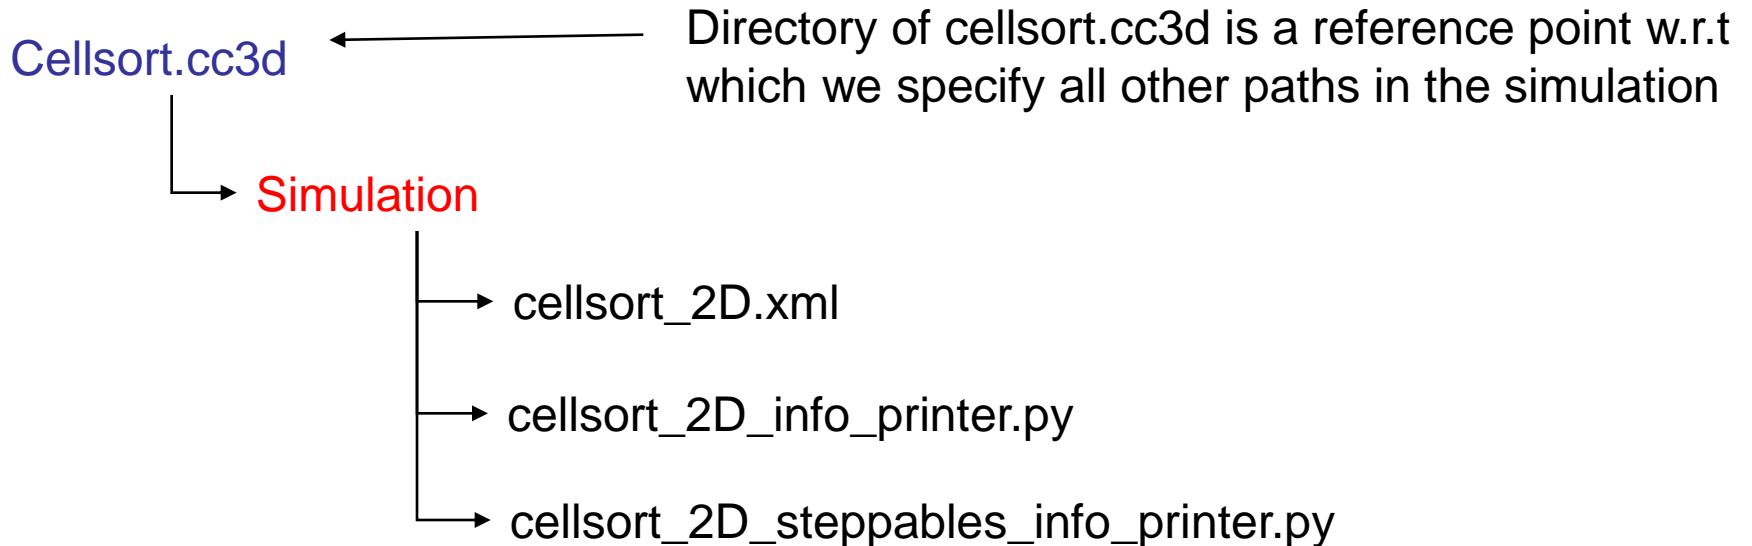 Cellsort.cc3d
Directory of cellsort.cc3d is a reference point w.r.t
which we specify all other paths in the simulation
Simulation
cellsort_2D.xml
cellsort_2D_info_printer.py
cellsort_2D_steppables_info_printer.py